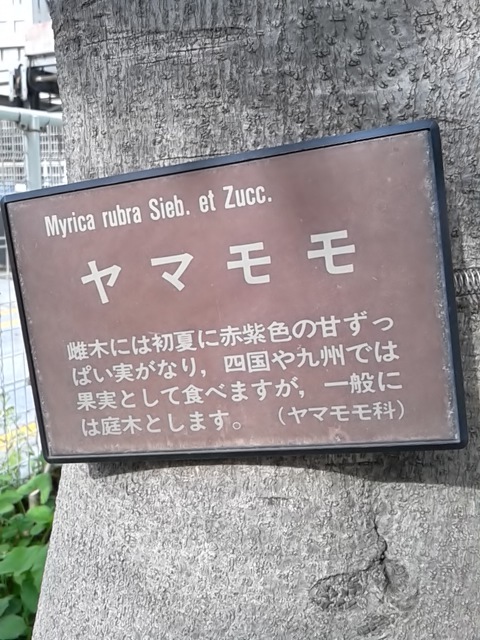 Myrica rubra Sieb. et Zucc.
ヤマモモ
雌木には初夏に赤紫色の甘ずっ
ぱい実がなり，四国や九州では
果実として食べますが，一般に
は庭木とします。（ヤマモモ科）